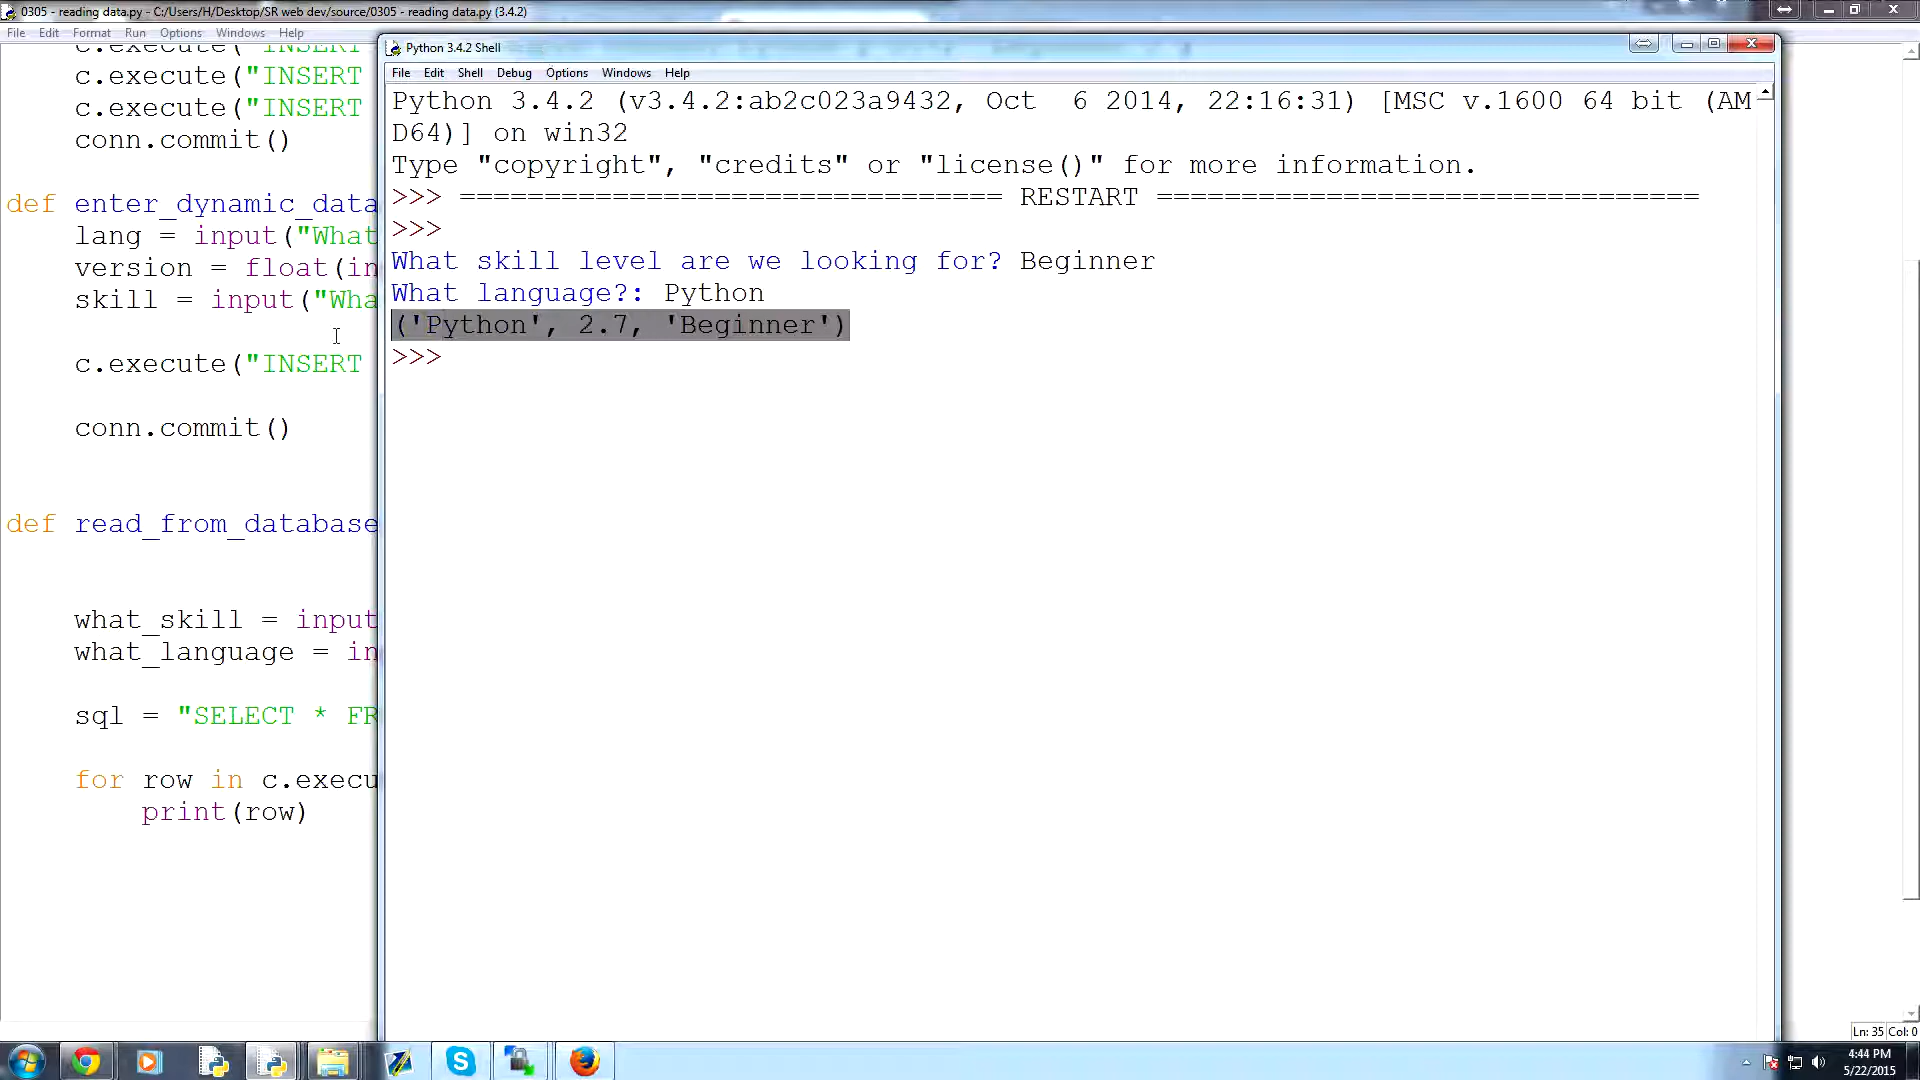 0305 - reading data.py - C:/Users/H/Desktop/SR web dev/source/0305 - reading data.py (3.4.2)
File Edit Format Run Options Windows Help
c.execute("INSERT
c.execute("INSERT
c.execute("INSERT
conn.commit()
def enter_dynamic_data
lang = input("What
version = float(in
skill = input("Wha
c.execute("INSERT
conn.commit()
def read_from_database
what_skill = input
what_language = in
sql = "SELECT * FR
for row in c.execu
print(row)
Python 3.4.2 Shell
File Edit Shell Debug Options Windows Help
Python 3.4.2 (v3.4.2:ab2c023a9432, Oct  6 2014, 22:16:31) [MSC v.1600 64 bit (AM
D64)] on win32
Type "copyright", "credits" or "license()" for more information.
>>> ================================ RESTART ================================
>>>
What skill level are we looking for? Beginner
What language?: Python
('Python', 2.7, 'Beginner')
>>>
Ln: 35 Col: 0
4:44 PM
5/22/2015